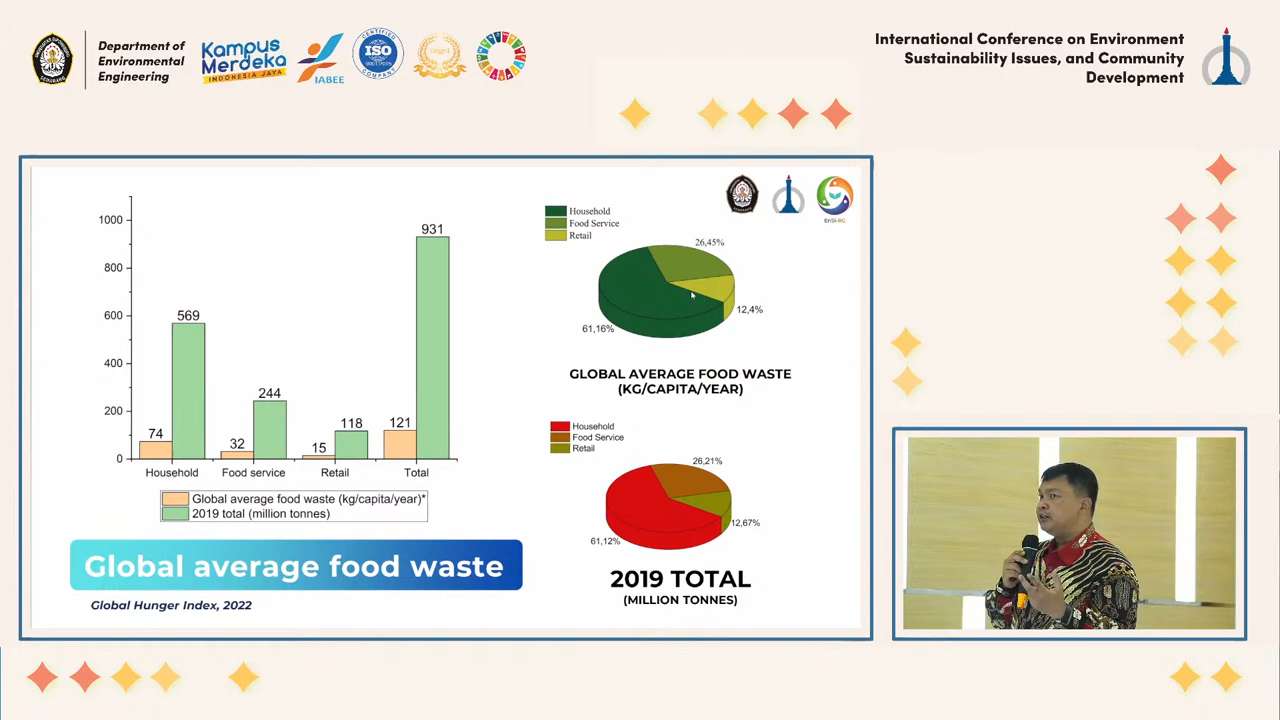 Department of
Environmental
Engineering
Kampus
Merdeka
INDONESIA JAYA
IABEE
CERTIFIED
ISO
COMPANY
International Conference on Environment
Sustainability Issues, and Community
Development
1000
800
600
400
200
0
74
569
32
244
15
118
121
931
Household
Food service
Retail
Total
Global average food waste (kg/capita/year)*
2019 total (million tonnes)
Global average food waste
Global Hunger Index, 2022
Household
Food Service
Retail
26,45%
12,4%
61,16%
GLOBAL AVERAGE FOOD WASTE
(KG/CAPITA/YEAR)
Household
Food Service
Retail
26,21%
12,67%
61,12%
2019 TOTAL
(MILLION TONNES)